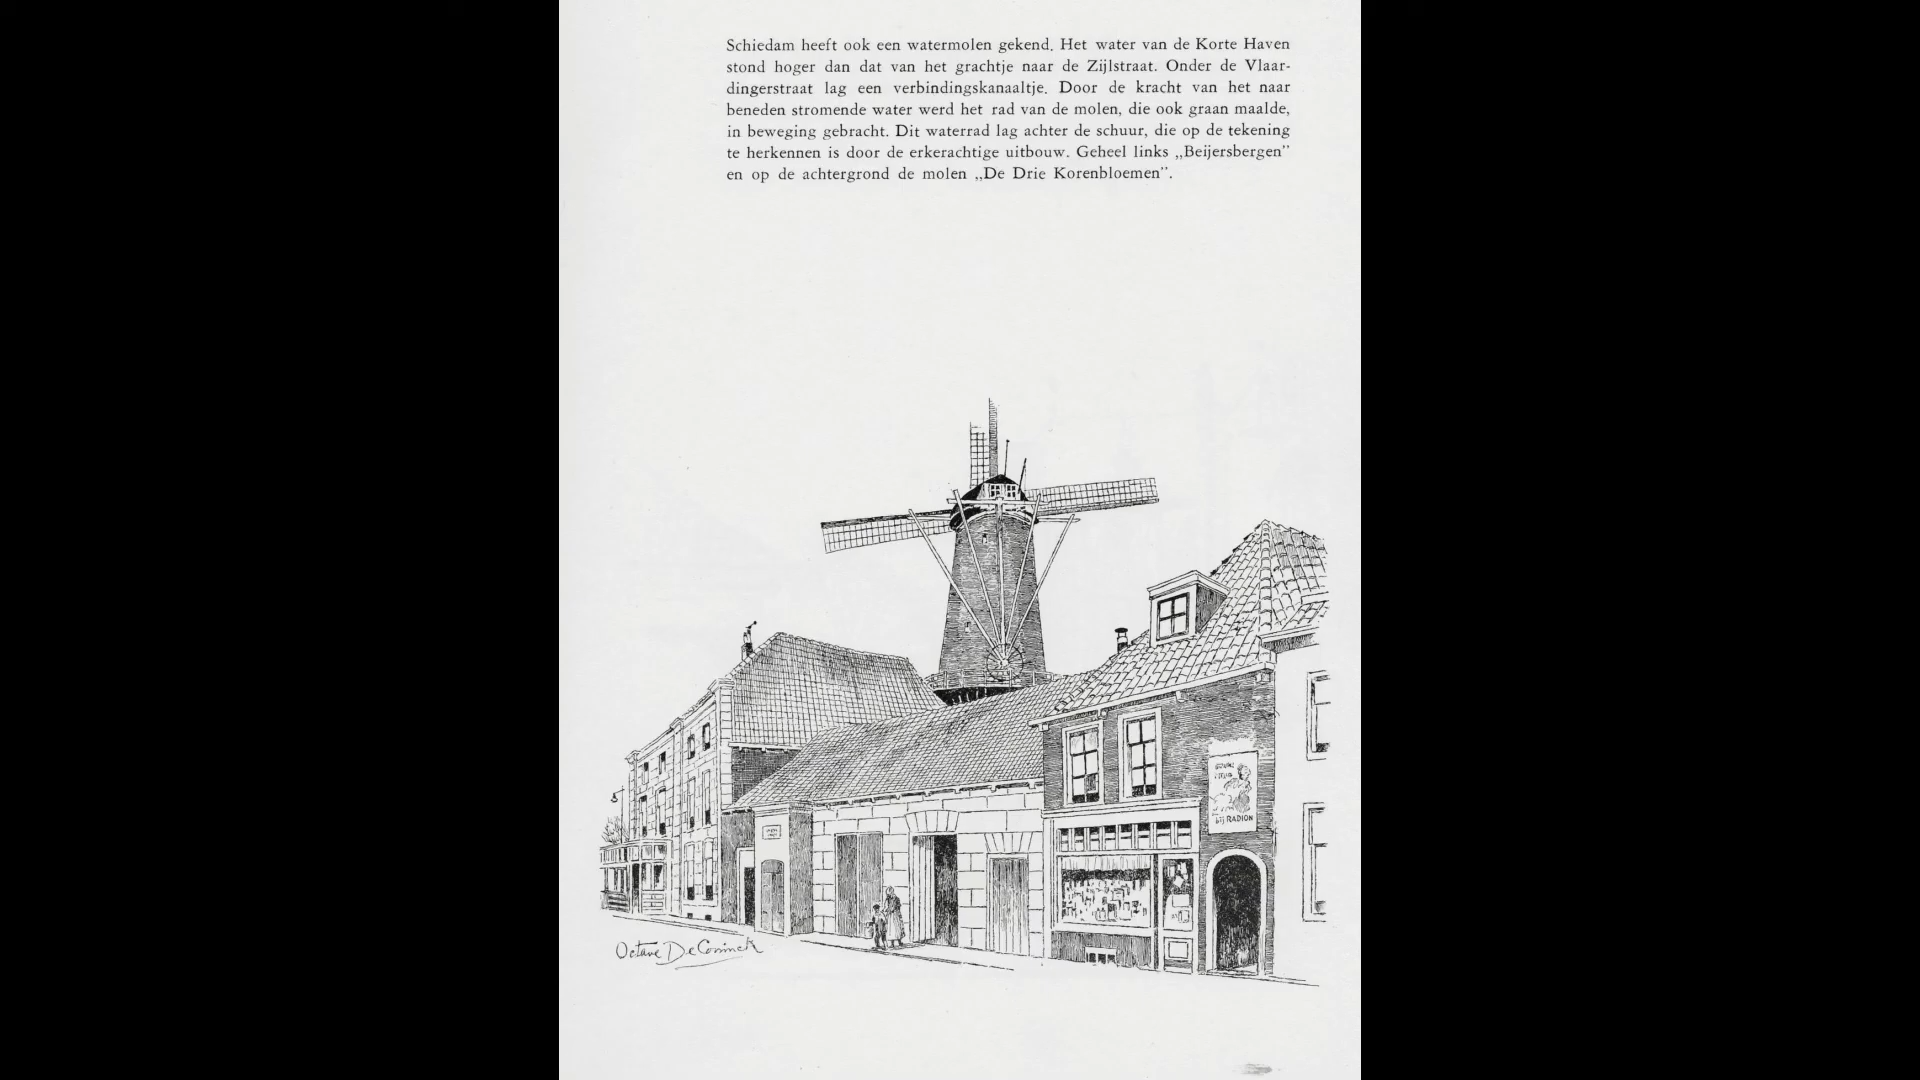 Schiedam heeft ook een watermolen gekend. Het water van de Korte Haven
stond hoger dan dat van het grachtje naar de Zijlstraat. Onder de Vlaar-
dingerstraat lag een verbindingskanaaltje. Door de kracht van het naar
beneden stromende water werd het rad van de molen, die ook graan maalde,
in beweging gebracht. Dit waterrad lag achter de schuur, die op de tekening
te herkennen is door de erkerachtige uitbouw. Geheel links „Beijersbergen”
en op de achtergrond de molen „De Drie Korenbloemen”.
bij RADION
Octave De Coninck